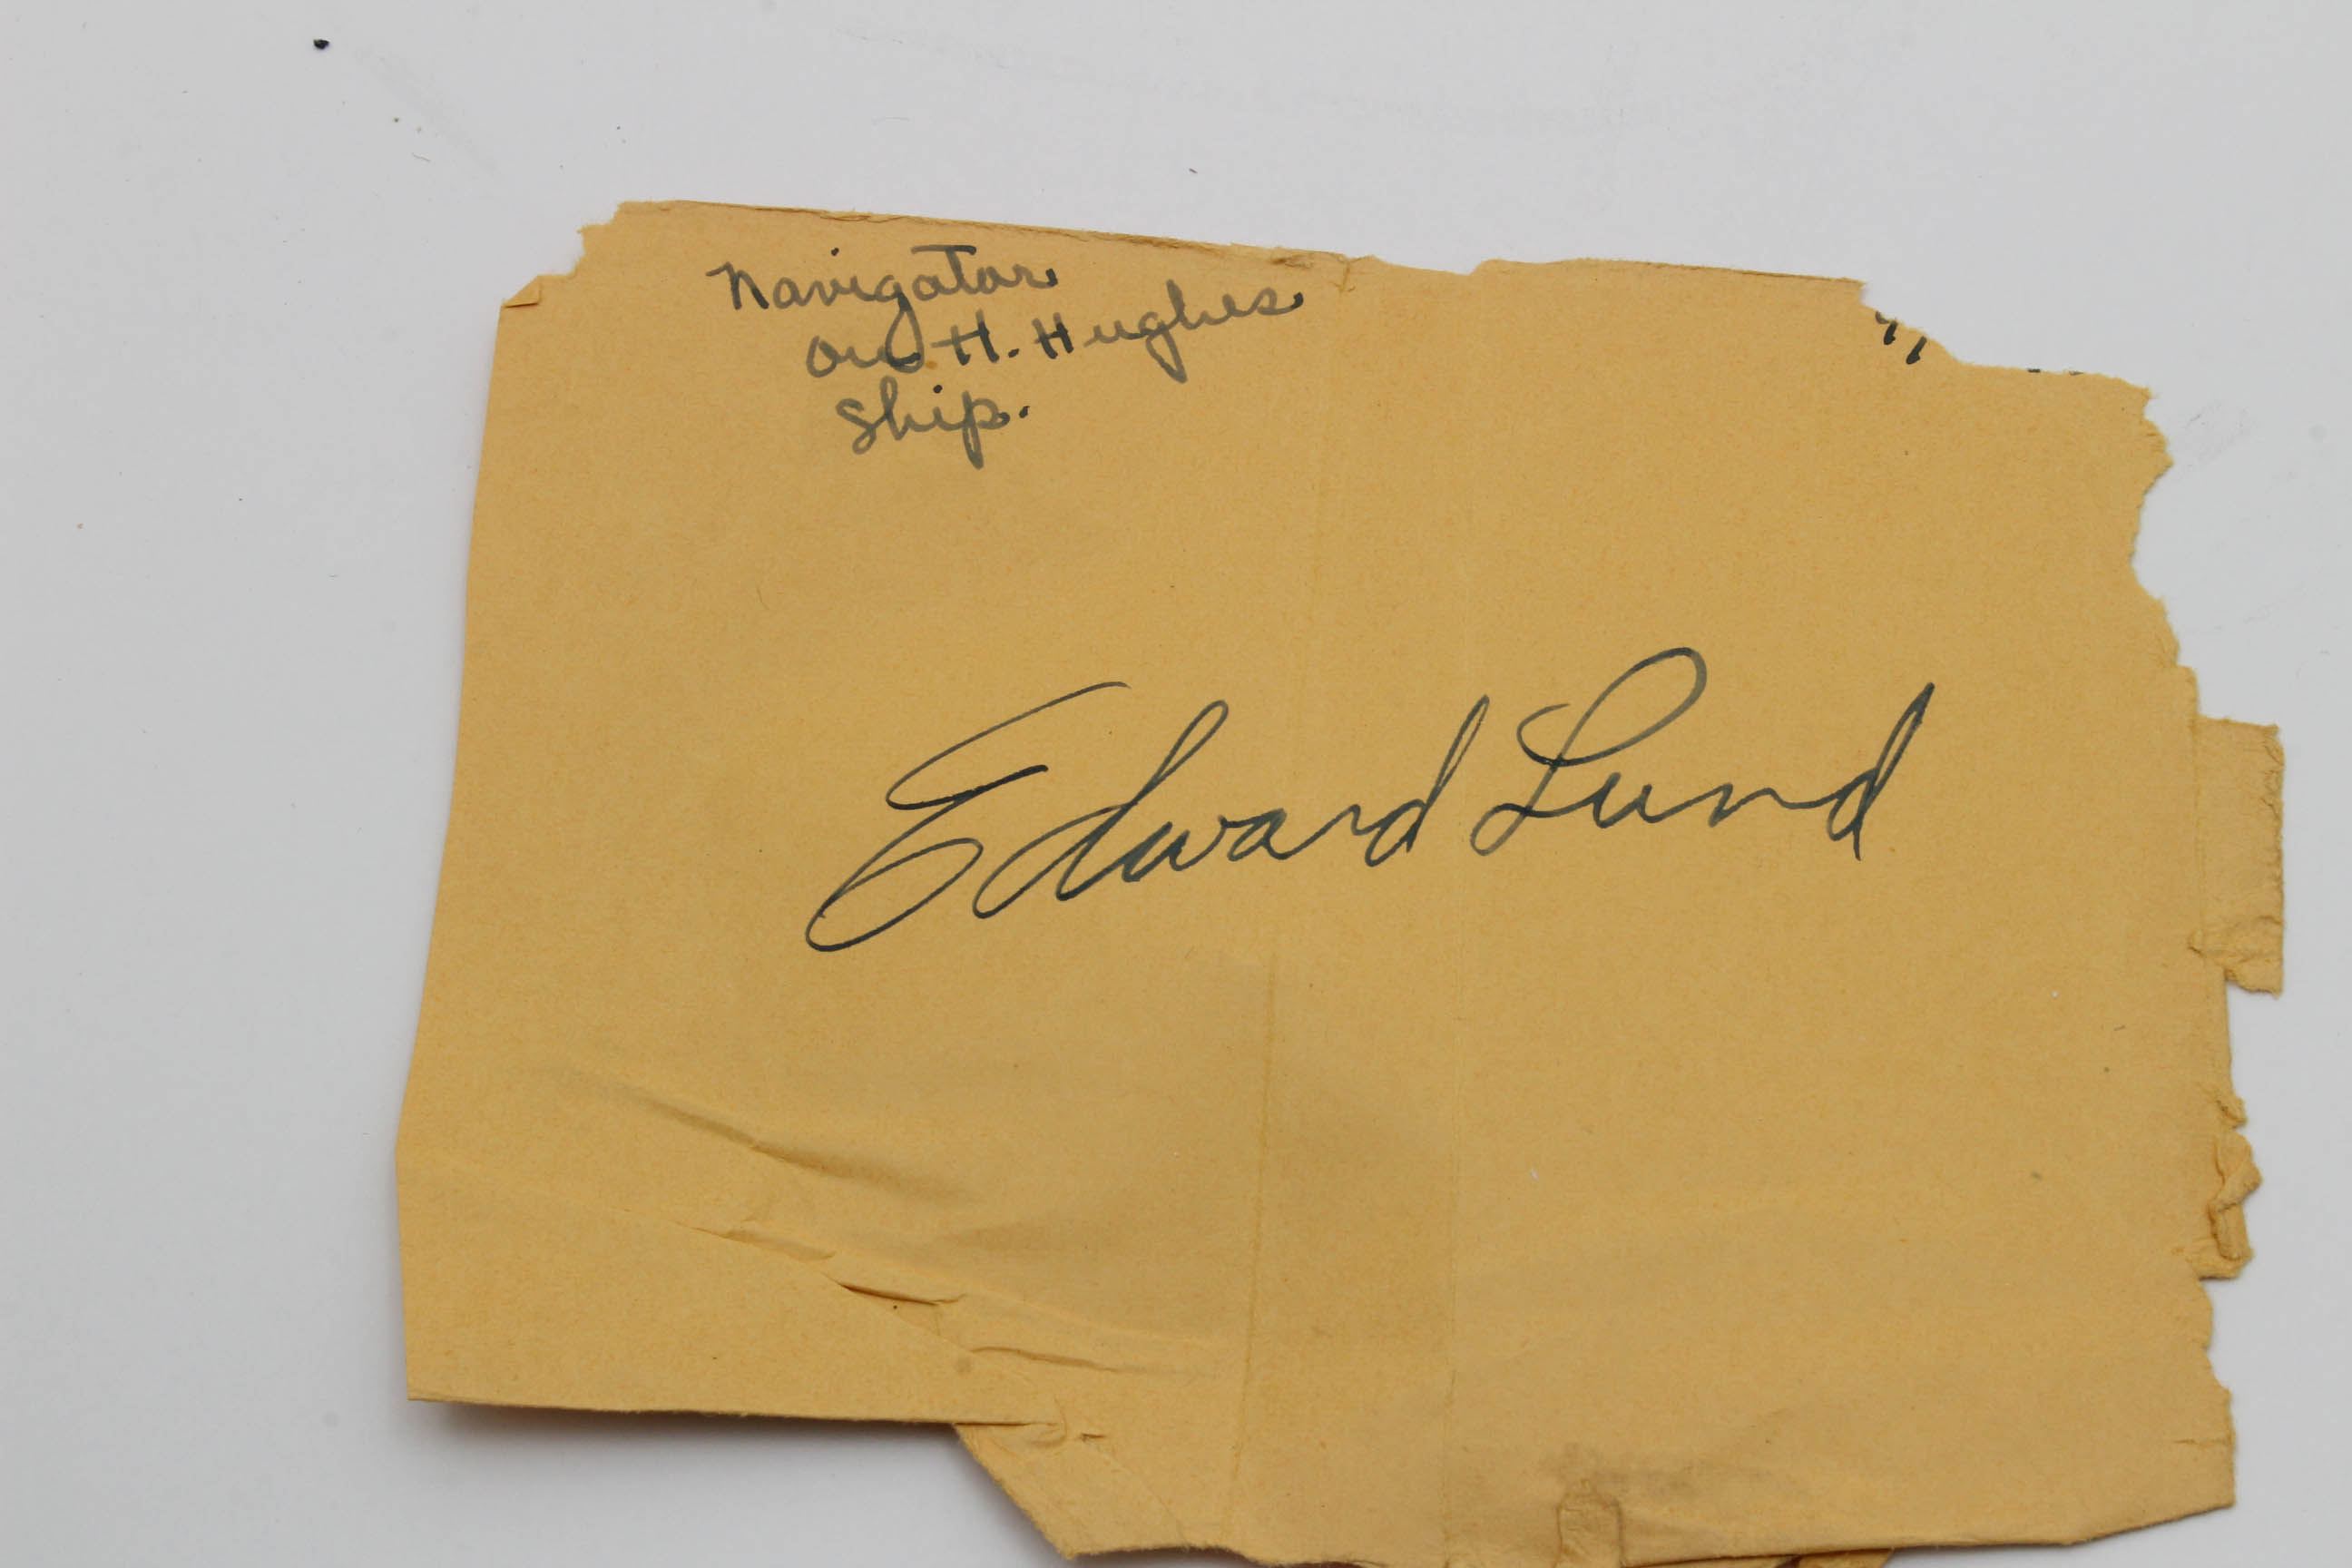 Navigator
on H. Hughes
ship.
Edward Lund